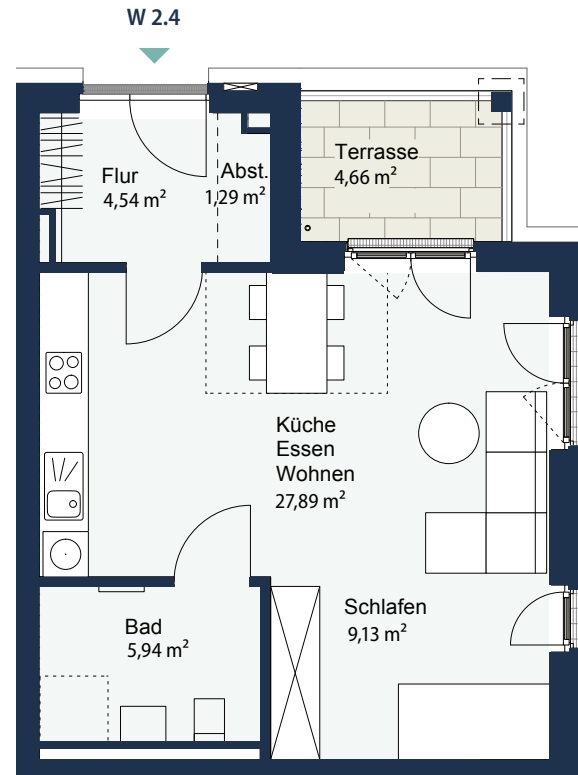 W 2.4
Flur
4,54 m²
Abst.
1,29 m²
Terrasse
4,66 m²
Küche
Essen
Wohnen
27,89 m²
Schlafen
9,13 m²
Bad
5,94 m²